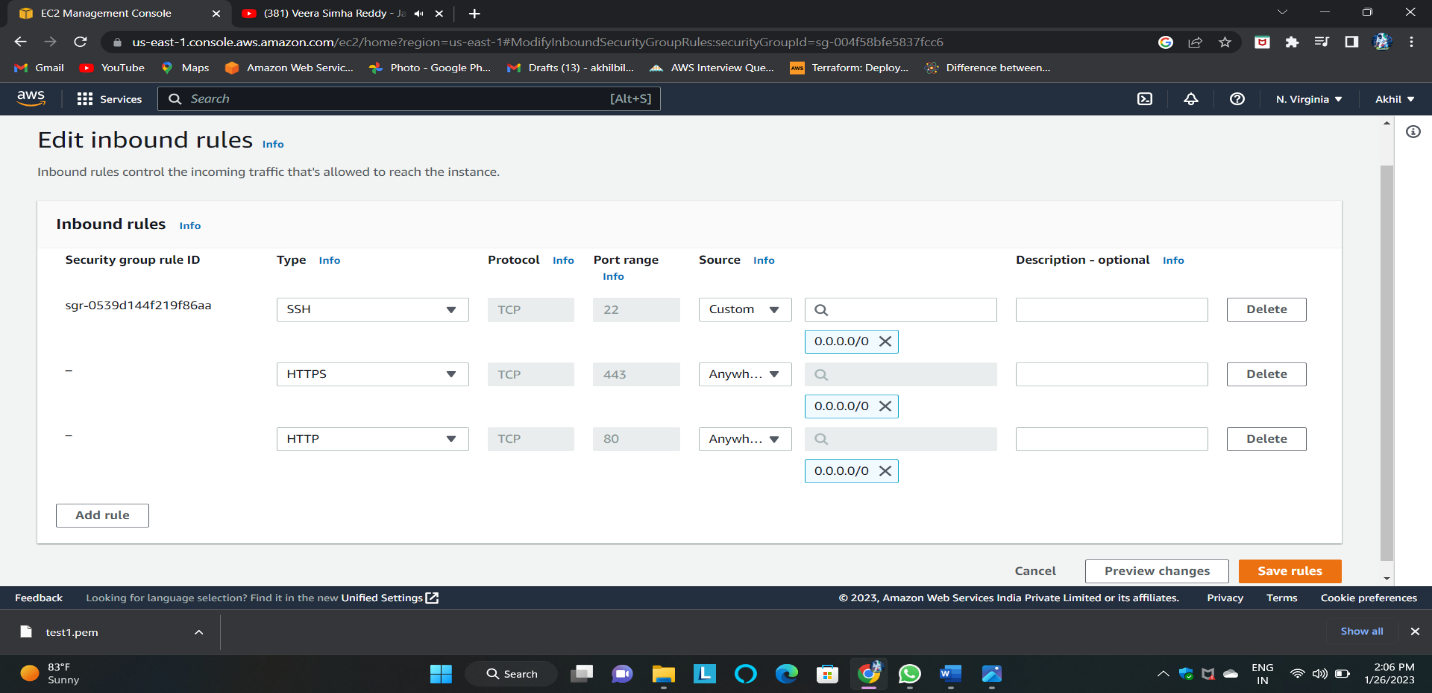 EC2 Management Console
(381) Veera Simha Reddy - Ja
us-east-1.console.aws.amazon.com/ec2/home?region=us-east-1#ModifyInboundSecurityGroupRules:securityGroupId=sg-004f58bfe5837fcc6
Gmail YouTube Maps Amazon Web Servic... Photo - Google Ph... Drafts (13) - akhilbil... AWS Interview Que... aws Terraform: Deploy... Difference between...
aws Services Search [Alt+S] N. Virginia Akhil
Edit inbound rules Info
Inbound rules control the incoming traffic that's allowed to reach the instance.
Inbound rules Info
Security group rule ID Type Info Protocol Info Port range Source Info Description - optional Info
Info
sgr-0539d144f219f86aa SSH TCP 22 Custom Delete
0.0.0.0/0
– HTTPS TCP 443 Anywh... Delete
0.0.0.0/0
– HTTP TCP 80 Anywh... Delete
0.0.0.0/0
Add rule
Cancel Preview changes Save rules
Feedback Looking for language selection? Find it in the new Unified Settings © 2023, Amazon Web Services India Private Limited or its affiliates. Privacy Terms Cookie preferences
test1.pem Show all
83°F
Sunny
Search
L
W
ENG
IN
2:06 PM
1/26/2023